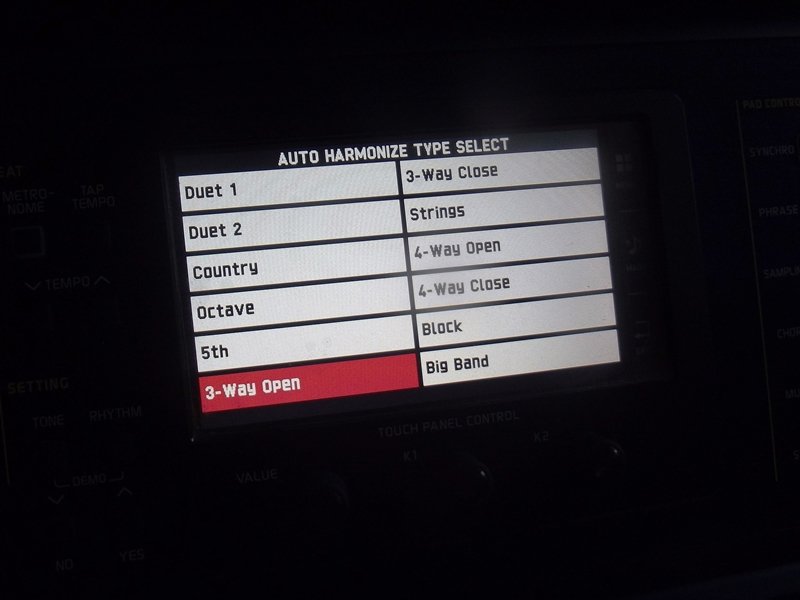 AUTO HARMONIZE TYPE SELECT
Duet 1
Duet 2
Country
Octave
5th
3-Way Open
3-Way Close
Strings
4-Way Open
4-Way Close
Block
Big Band
METRO-
NOME
TAP
TEMPO
TEMPO
SETTING
TONE
RHYTHM
DEMO
NO
YES
VALUE
TOUCH PANEL CONTROL
K1
K2
SYNCHRO
PHRASE